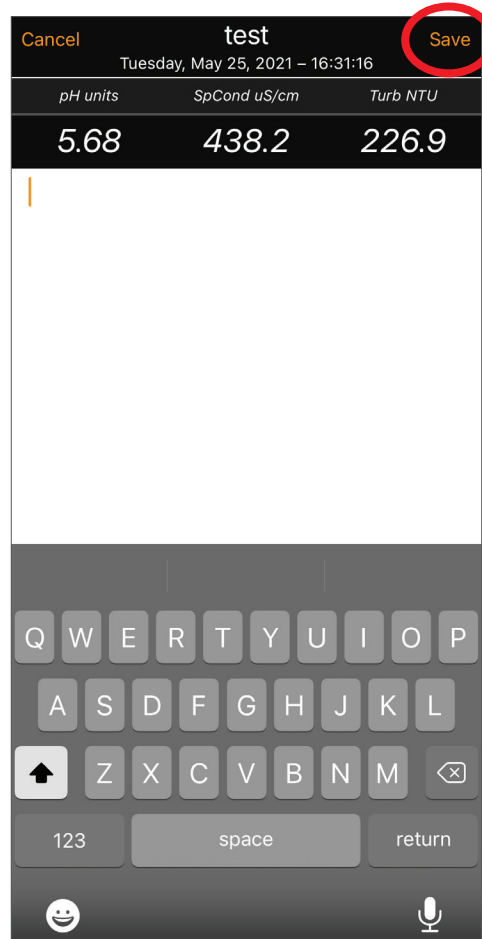 Cancel test Save
Tuesday, May 25, 2021 – 16:31:16
pH units SpCond uS/cm Turb NTU
5.68 438.2 226.9
Q W E R T Y U I O P
A S D F G H J K L
Z X C V B N M
123 space return